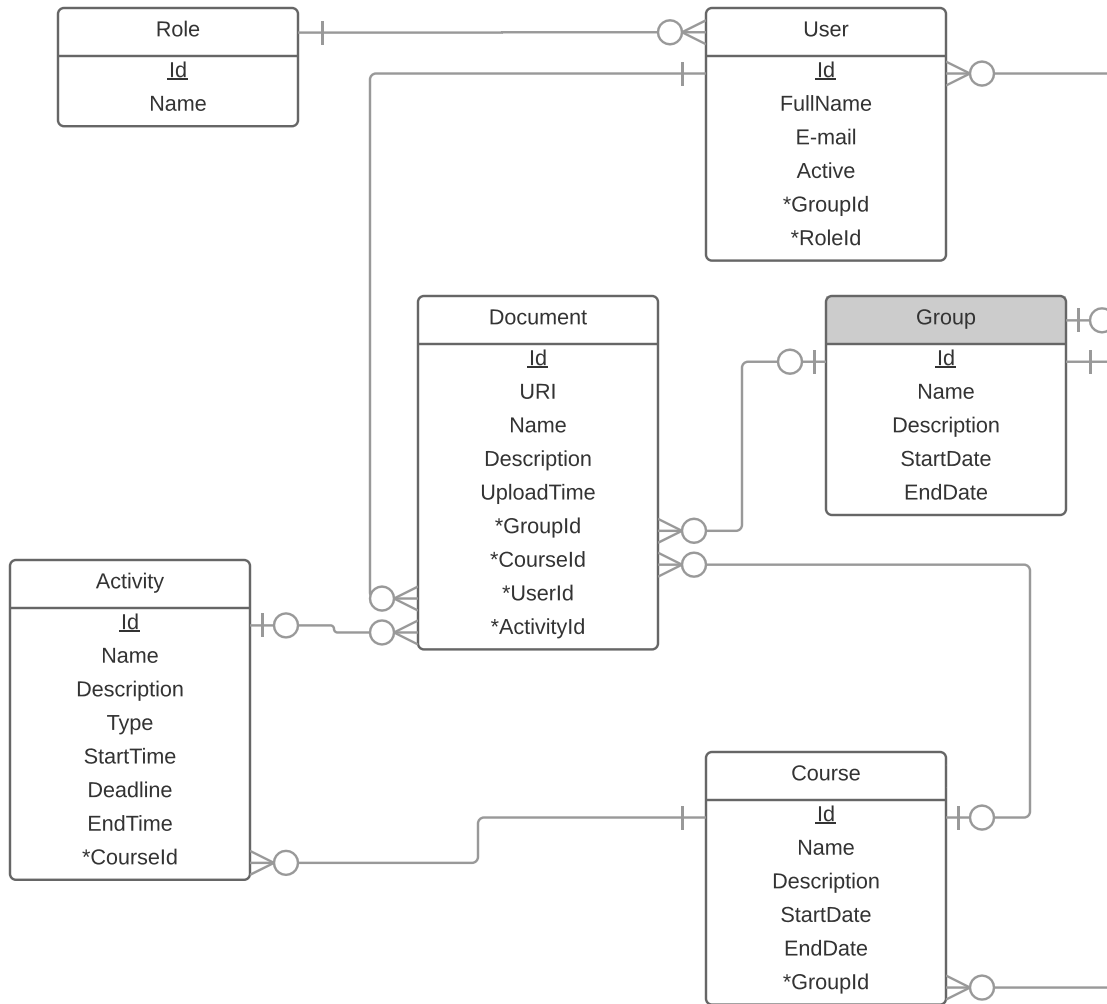 Role
Id
Name
User
Id
FullName
E-mail
Active
*GroupId
*RoleId
Document
Id
URI
Name
Description
UploadTime
*GroupId
*CourseId
*UserId
*ActivityId
Group
Id
Name
Description
StartDate
EndDate
Activity
Id
Name
Description
Type
StartTime
Deadline
EndTime
*CourseId
Course
Id
Name
Description
StartDate
EndDate
*GroupId